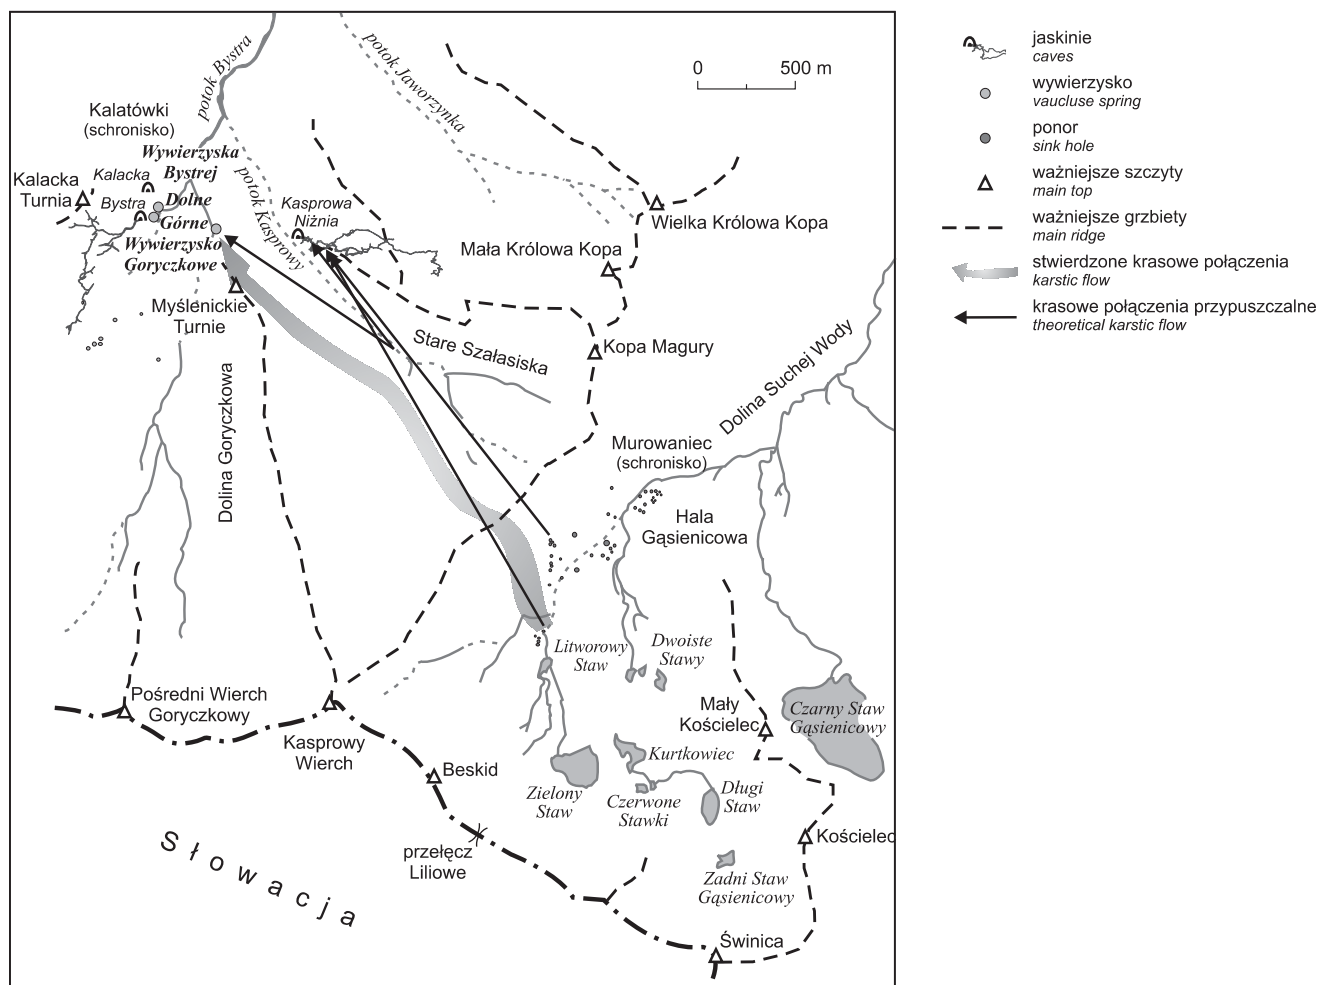 potok Bystra
potok Jaworzynka
0 500 m
Kalatówki
(schronisko)
Wywierzyska
Bystrej
Kalacka
Kalacka
Turnia
Bystra
Dolne
Górne
Wywierzysko
Goryczkowe
potok Kasprowy
Kasprowa
Niżnia
Wielka Królowa Kopa
Mała Królowa Kopa
Myślenickie
Turnie
Stare Szałasiska
Kopa Magury
Dolina Suchej Wody
Dolina Goryczkowa
Murowaniec
(schronisko)
Hala
Gąsienicowa
Litworowy
Staw
Dwoiste
Stawy
Pośredni Wierch
Goryczkowy
Mały
Kościelec
Czarny Staw
Gąsienicowy
Kasprowy
Wierch
Beskid
Kurtkowiec
Zielony
Staw
Czerwone
Stawki
Długi
Staw
Kościelec
przełęcz
Liliowe
Słowacja
Zadni Staw
Gąsienicowy
Świnica
jaskinie
caves
wywierzysko
vaucluse spring
ponor
sink hole
ważniejsze szczyty
main top
ważniejsze grzbiety
main ridge
stwierdzone krasowe połączenia
karstic flow
krasowe połączenia przypuszczalne
theoretical karstic flow